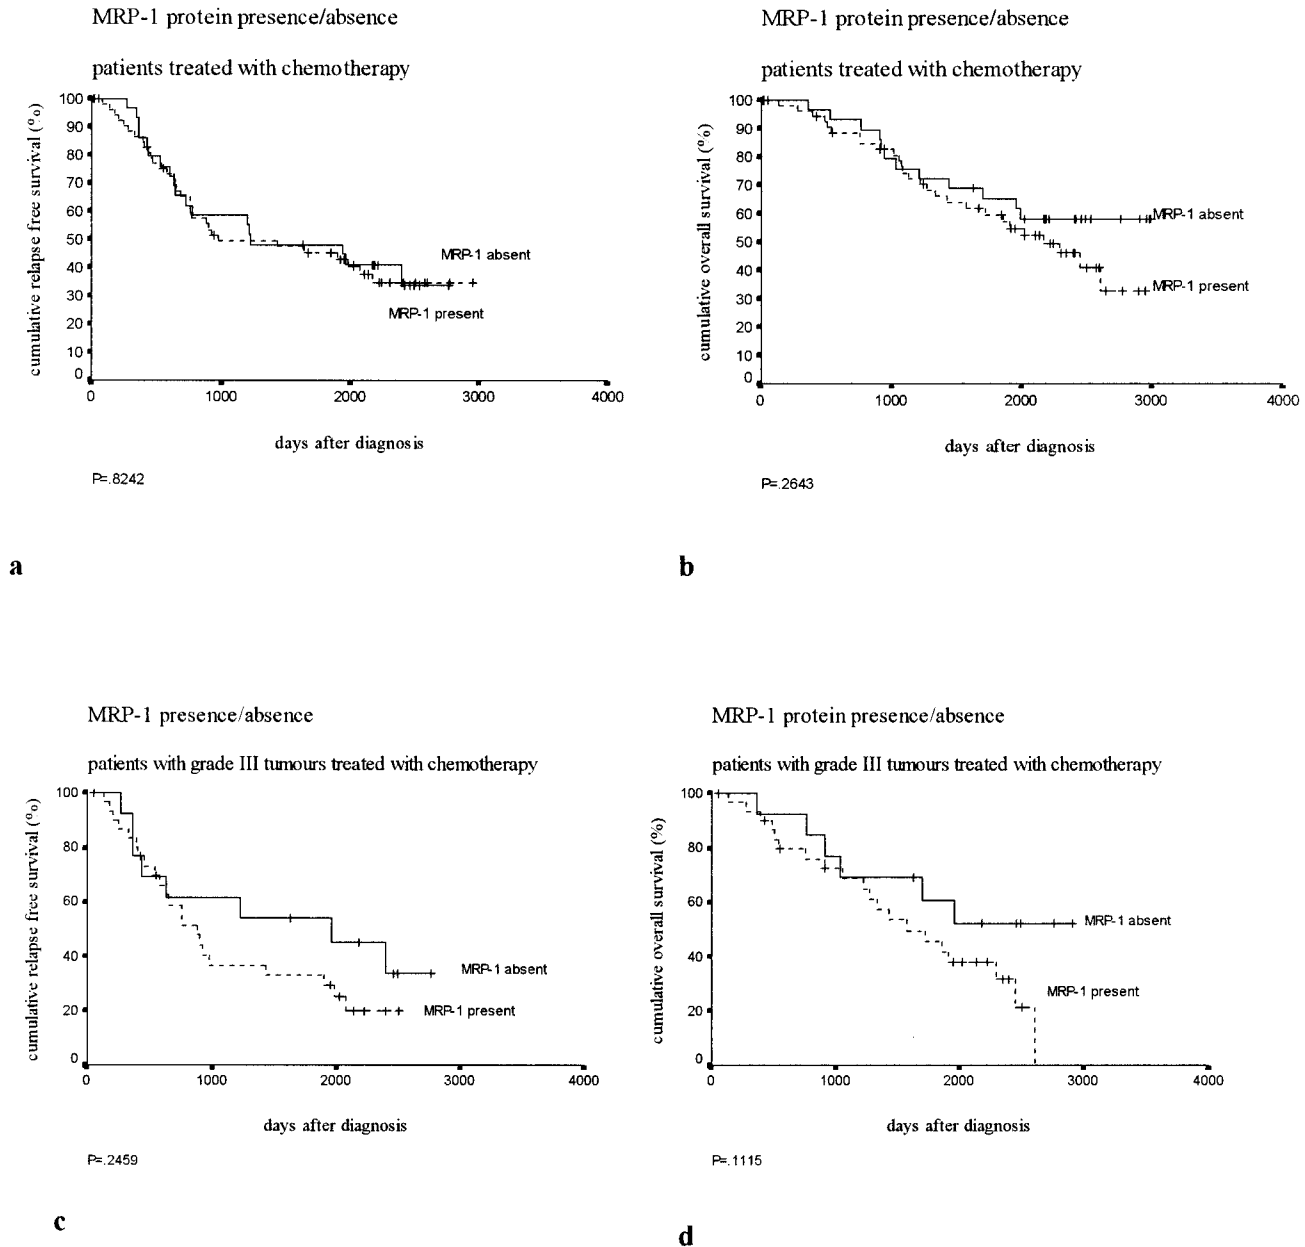 MRP-1 protein presence/absence
patients treated with chemotherapy
cumulative relapse free survival (%)
100
90
80
70
60
50
40
30
20
10
0
0 1000 2000 3000 4000
MRP-1 absent
MRP-1 present
days after diagnosis
P=.8242
a
MRP-1 protein presence/absence
patients treated with chemotherapy
cumulative overall survival (%)
100
90
80
70
60
50
40
30
20
10
0
0 1000 2000 3000 4000
MRP-1 absent
MRP-1 present
days after diagnosis
P=.2643
b
MRP-1 presence/absence
patients with grade III tumours treated with chemotherapy
cumulative relapse free survival (%)
100
80
60
40
20
0
0 1000 2000 3000 4000
MRP-1 absent
MRP-1 present
days after diagnosis
P=.2459
c
MRP-1 protein presence/absence
patients with grade III tumours treated with chemotherapy
cumulative overall survival (%)
100
80
60
40
20
0
0 1000 2000 3000 4000
MRP-1 absent
MRP-1 present
days after diagnosis
P=.1115
d